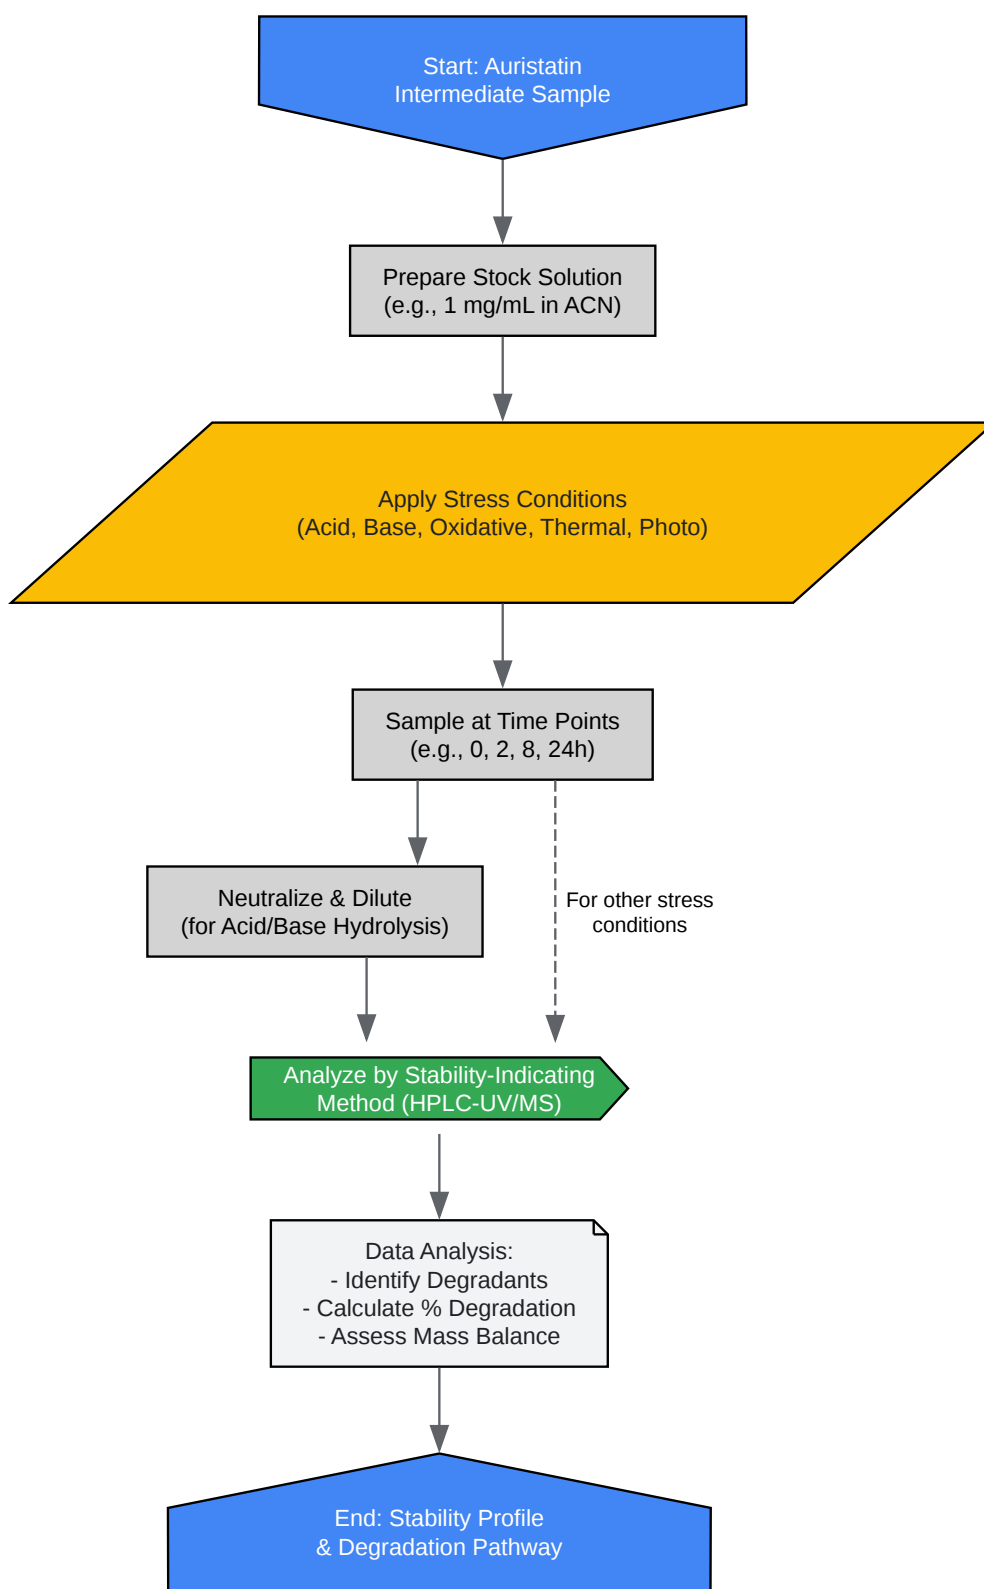 Start: Auristatin
Intermediate Sample
Prepare Stock Solution
(e.g., 1 mg/mL in ACN)
Apply Stress Conditions
(Acid, Base, Oxidative, Thermal, Photo)
Sample at Time Points
(e.g., 0, 2, 8, 24h)
Neutralize & Dilute
(for Acid/Base Hydrolysis)
For other stress
conditions
Analyze by Stability-Indicating
Method (HPLC-UV/MS)
Data Analysis:
- Identify Degradants
- Calculate % Degradation
- Assess Mass Balance
End: Stability Profile
& Degradation Pathway